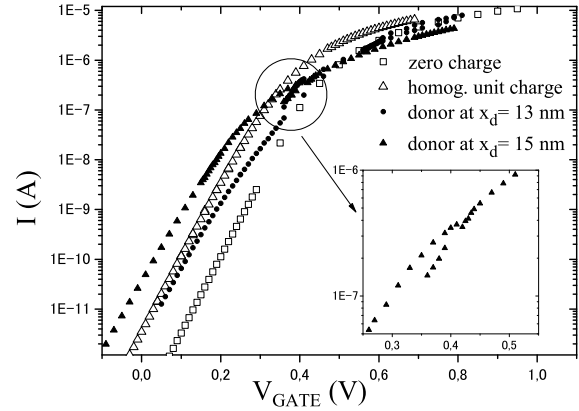 1E-5
1E-6
1E-7
1E-8
1E-9
1E-10
1E-11
I (A)
zero charge
homog. unit charge
donor at x_d= 13 nm
donor at x_d= 15 nm
1E-6
1E-7
0,3 0,4 0,5
0,0 0,2 0,4 0,6 0,8 1,0
V_GATE (V)